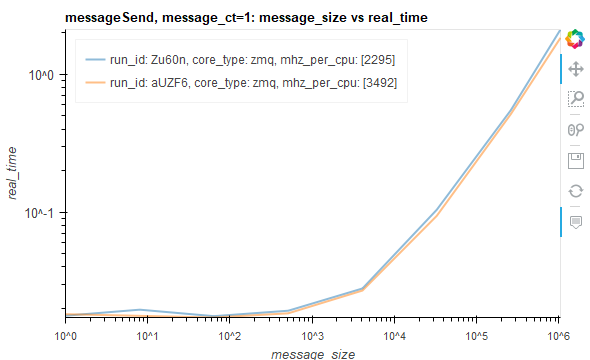 messageSend, message_ct=1: message_size vs real_time
run_id: Zu60n, core_type: zmq, mhz_per_cpu: [2295]
run_id: aUZF6, core_type: zmq, mhz_per_cpu: [3492]
10^0
10^-1
real_time
10^0 10^1 10^2 10^3 10^4 10^5 10^6
message_size